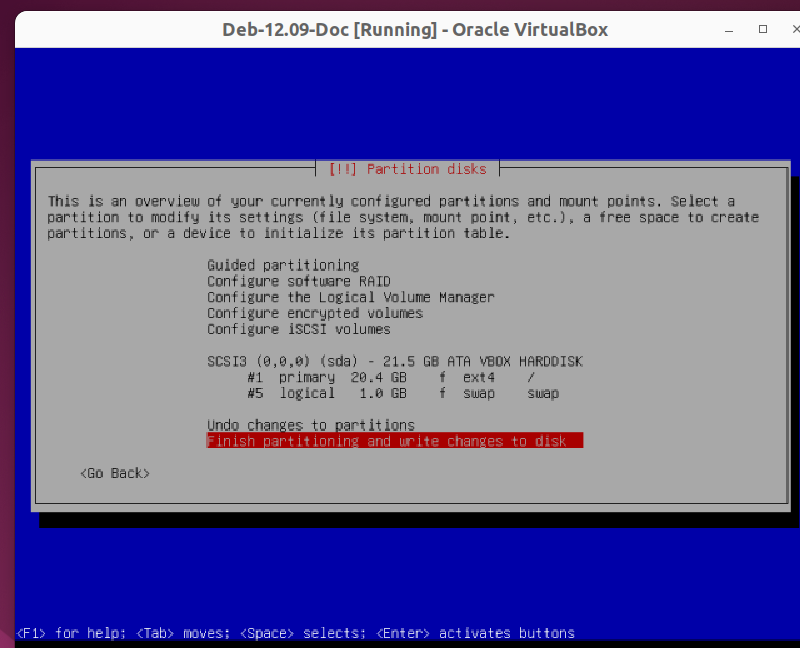 Deb-12.09-Doc [Running] - Oracle VirtualBox
[!!] Partition disks
This is an overview of your currently configured partitions and mount points. Select a
partition to modify its settings (file system, mount point, etc.), a free space to create
partitions, or a device to initialize its partition table.
Guided partitioning
Configure software RAID
Configure the Logical Volume Manager
Configure encrypted volumes
Configure iSCSI volumes
SCSI3 (0,0,0) (sda) - 21.5 GB ATA VBOX HARDDISK
#1 primary 20.4 GB f ext4 /
#5 logical 1.0 GB f swap swap
Undo changes to partitions
Finish partitioning and write changes to disk
<Go Back>
<F1> for help; <Tab> moves; <Space> selects; <Enter> activates buttons